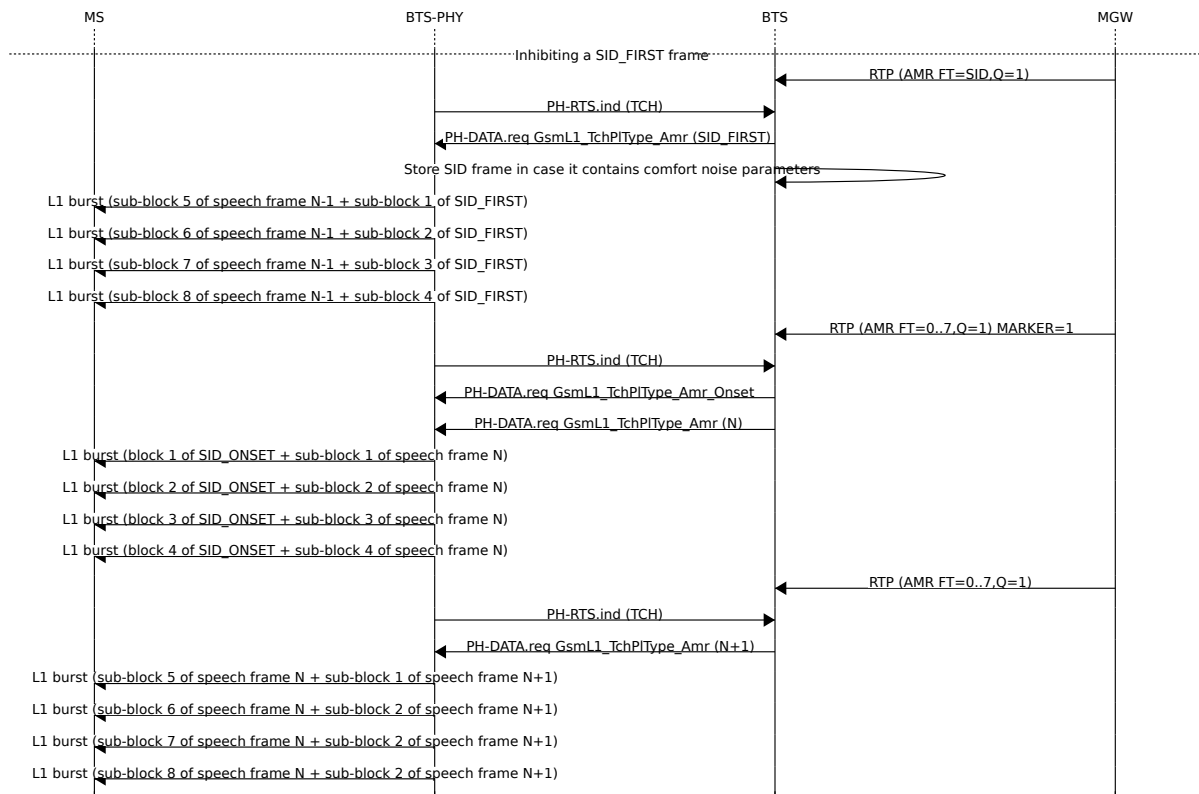 MS BTS-PHY BTS MGW
Inhibiting a SID_FIRST frame
RTP (AMR FT=SID,Q=1)
PH-RTS.ind (TCH)
PH-DATA.req GsmL1_TchPlType_Amr (SID_FIRST)
Store SID frame in case it contains comfort noise parameters
L1 burst (sub-block 5 of speech frame N-1 + sub-block 1 of SID_FIRST)
L1 burst (sub-block 6 of speech frame N-1 + sub-block 2 of SID_FIRST)
L1 burst (sub-block 7 of speech frame N-1 + sub-block 3 of SID_FIRST)
L1 burst (sub-block 8 of speech frame N-1 + sub-block 4 of SID_FIRST)
RTP (AMR FT=0..7,Q=1) MARKER=1
PH-RTS.ind (TCH)
PH-DATA.req GsmL1_TchPlType_Amr_Onset
PH-DATA.req GsmL1_TchPlType_Amr (N)
L1 burst (block 1 of SID_ONSET + sub-block 1 of speech frame N)
L1 burst (block 2 of SID_ONSET + sub-block 2 of speech frame N)
L1 burst (block 3 of SID_ONSET + sub-block 3 of speech frame N)
L1 burst (block 4 of SID_ONSET + sub-block 4 of speech frame N)
RTP (AMR FT=0..7,Q=1)
PH-RTS.ind (TCH)
PH-DATA.req GsmL1_TchPlType_Amr (N+1)
L1 burst (sub-block 5 of speech frame N + sub-block 1 of speech frame N+1)
L1 burst (sub-block 6 of speech frame N + sub-block 2 of speech frame N+1)
L1 burst (sub-block 7 of speech frame N + sub-block 2 of speech frame N+1)
L1 burst (sub-block 8 of speech frame N + sub-block 2 of speech frame N+1)